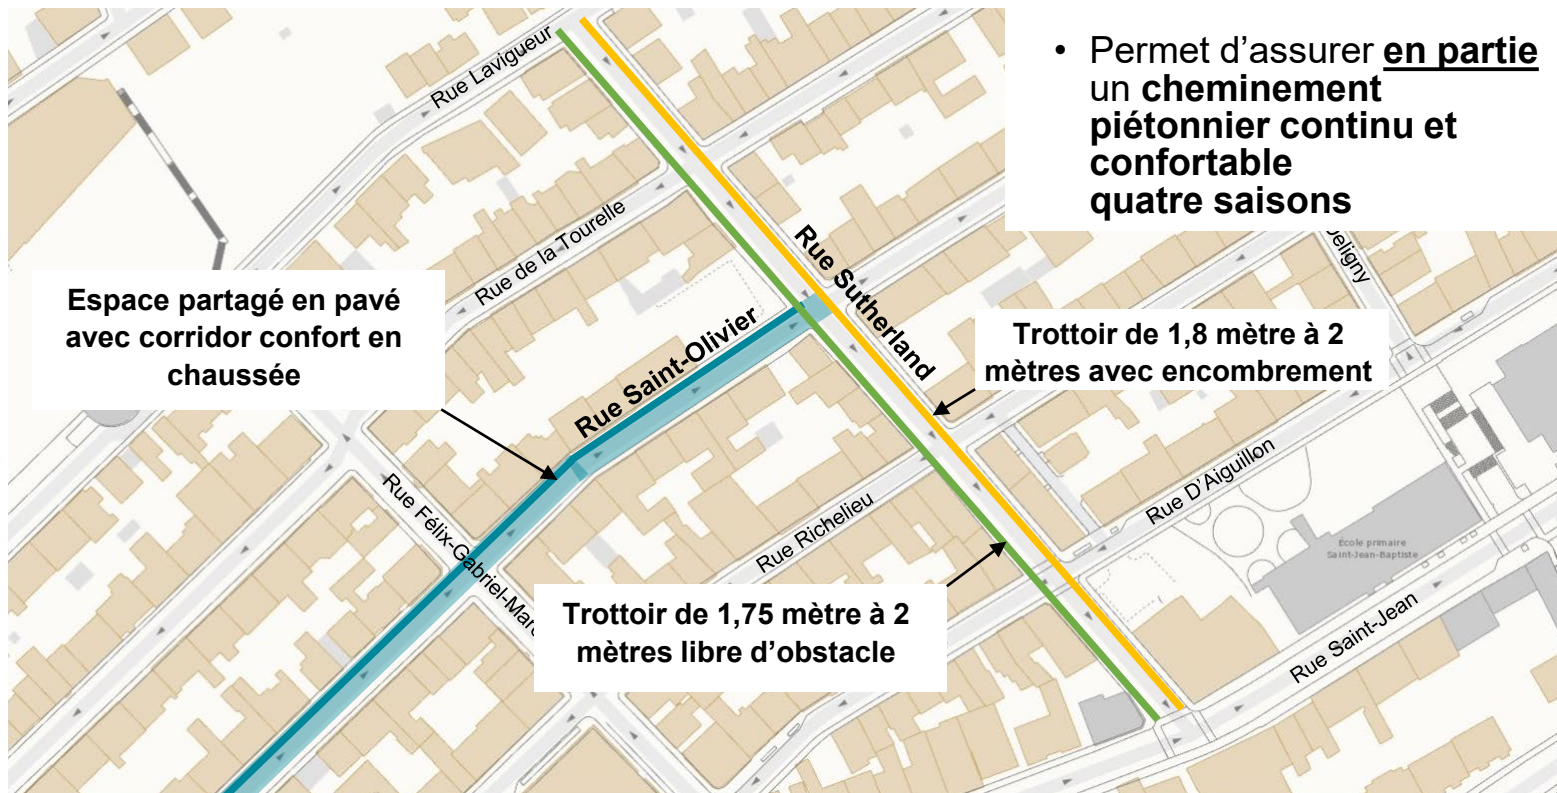 • Permet d'assurer en partie
un cheminement
piétonnier continu et
confortable
quatre saisons
Rue Lavigueur
Rue de la Tourelle
Rue Sutherland
Deligny
Espace partagé en pavé
avec corridor confort en
chaussée
Rue Saint-Olivier
Trottoir de 1,8 mètre à 2
mètres avec encombrement
Rue Félix-Gabriel-Marc
Rue Richelieu
Rue D'Aiguillon
École primaire
Saint-Jean-Baptiste
Trottoir de 1,75 mètre à 2
mètres libre d'obstacle
Rue Saint-Jean